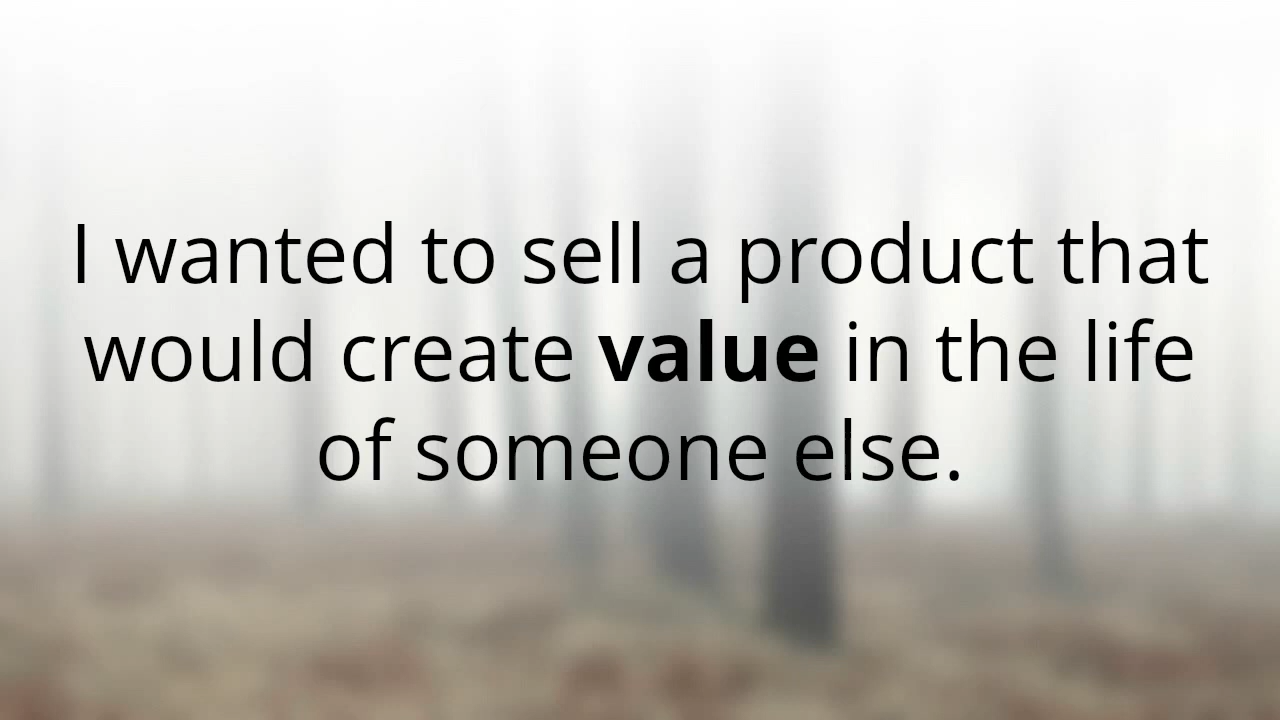 I wanted to sell a product that
would create value in the life
of someone else.